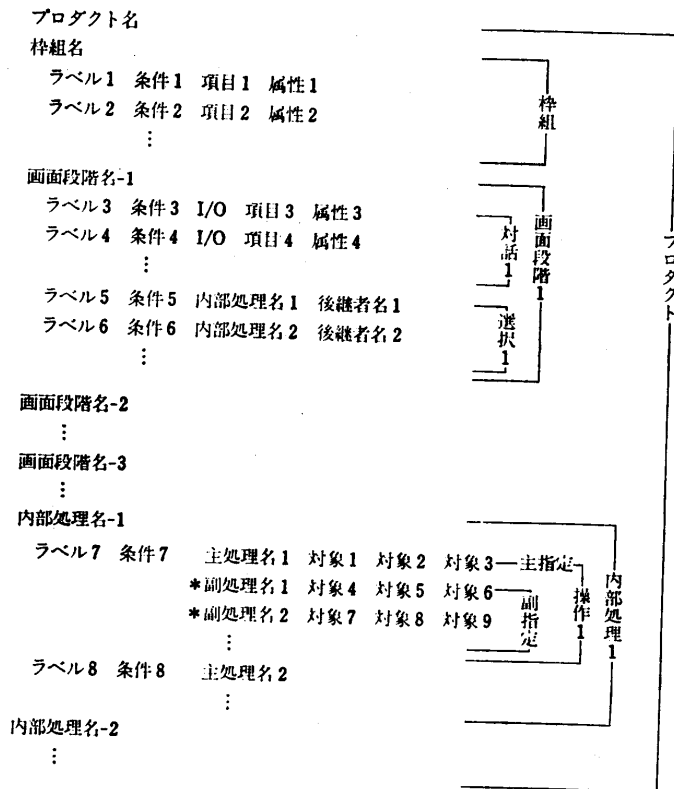 プロダクト名
枠組名
ラベル1 条件1 項目1 属性1
ラベル2 条件2 項目2 属性2
⋮
枠組
画面段階名-1
ラベル3 条件3 I/O 項目3 属性3
ラベル4 条件4 I/O 項目4 属性4
⋮
対話1
ラベル5 条件5 内部処理名1 後継者名1
ラベル6 条件6 内部処理名2 後継者名2
⋮
選択1
画面段階1
画面段階名-2
⋮
画面段階名-3
⋮
内部処理名-1
ラベル7 条件7 主処理名1 対象1 対象2 対象3 主指定
*副処理名1 対象4 対象5 対象6
*副処理名2 対象7 対象8 対象9
⋮
副指定
操作1
ラベル8 条件8 主処理名2
⋮
内部処理1
内部処理名-2
⋮
プロダクト